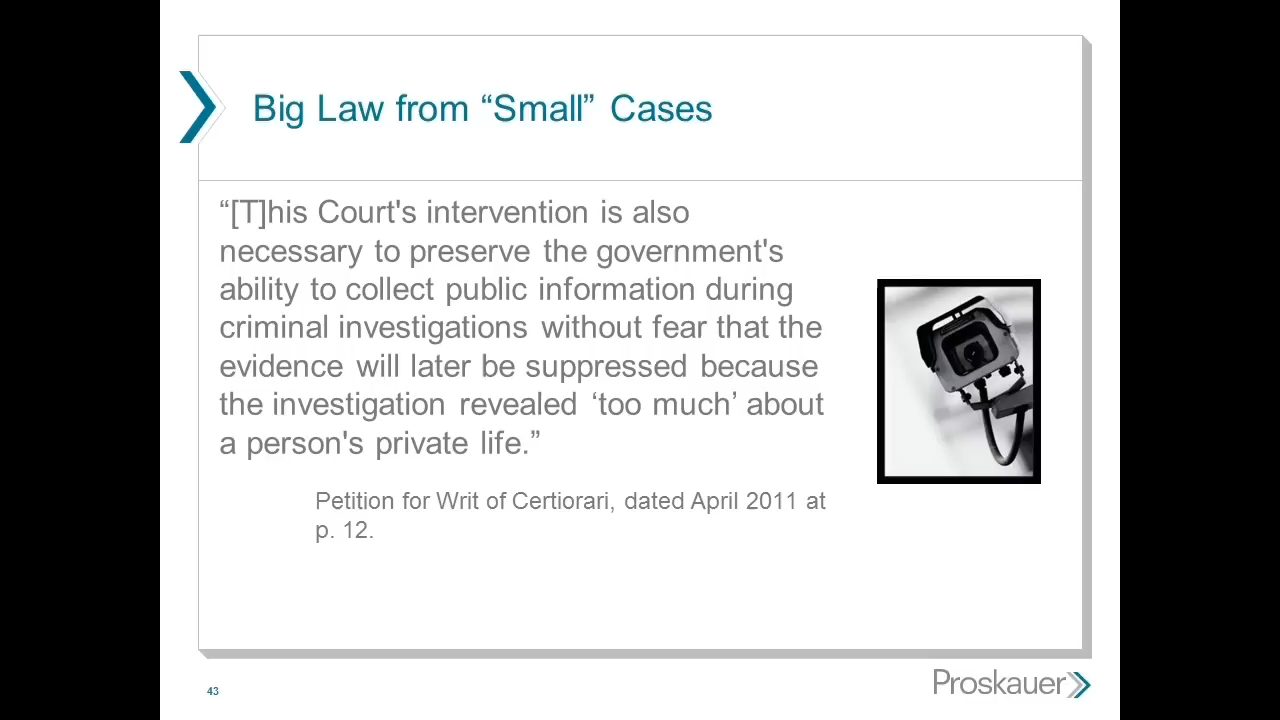 Big Law from “Small” Cases
“[T]his Court's intervention is also
necessary to preserve the government's
ability to collect public information during
criminal investigations without fear that the
evidence will later be suppressed because
the investigation revealed ‘too much’ about
a person's private life.”
Petition for Writ of Certiorari, dated April 2011 at
p. 12.
43
Proskauer